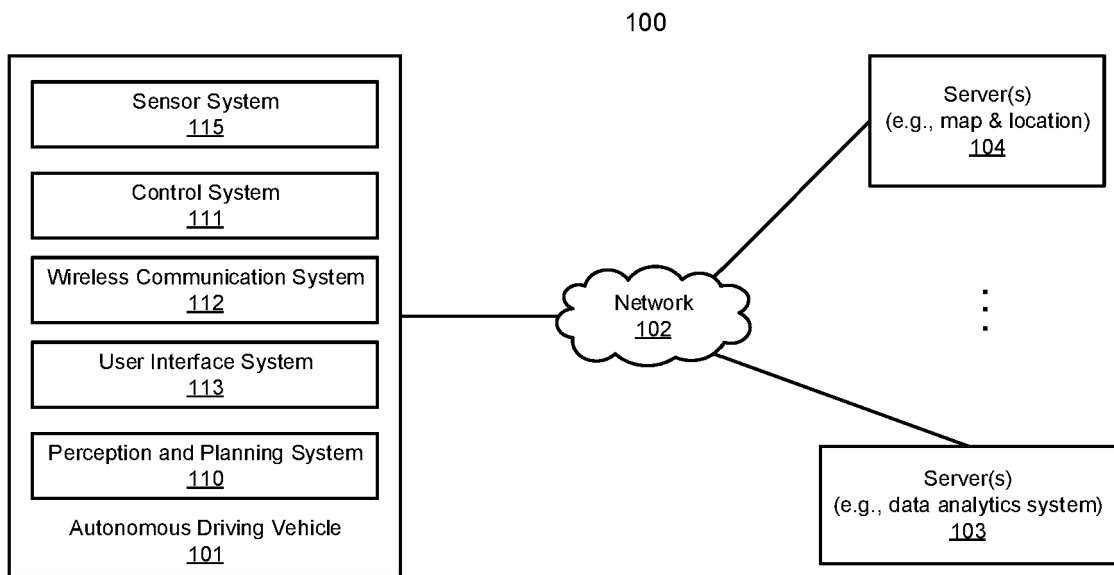 100
Sensor System
115
Control System
111
Wireless Communication System
112
User Interface System
113
Perception and Planning System
110
Autonomous Driving Vehicle
101
Network
102
Server(s)
(e.g., map & location)
104
Server(s)
(e.g., data analytics system)
103